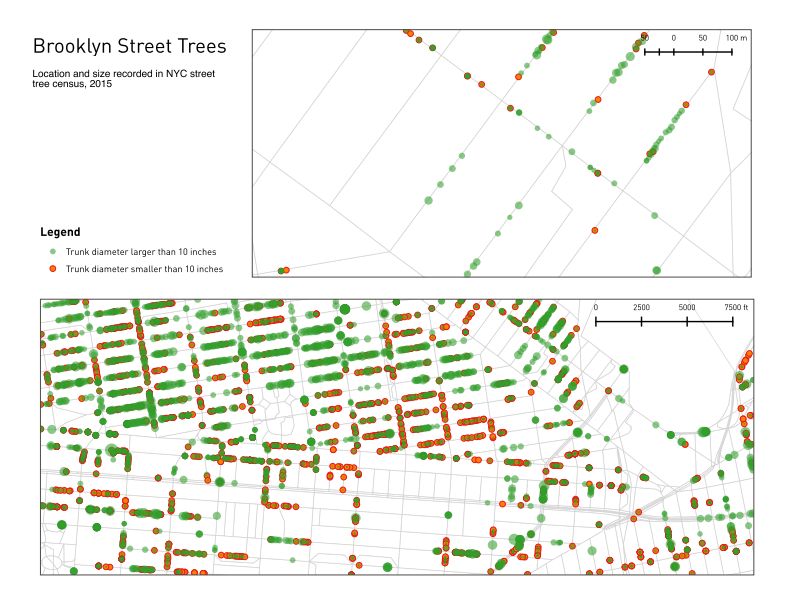 Brooklyn Street Trees
Location and size recorded in NYC street
tree census, 2015
50 0 50 100 m
Legend
Trunk diameter larger than 10 inches
Trunk diameter smaller than 10 inches
0 2500 5000 7500 ft